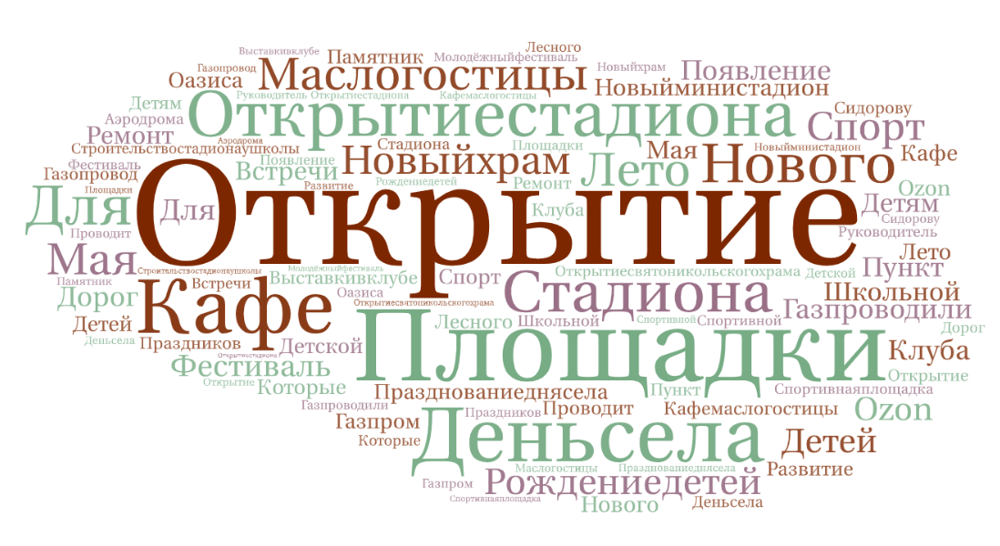 Лесного
Выставкивклубе Памятник Молодёжныйфестиваль
Газопровод Маслогостицы Новыйхрам Появление
Оазиса Новыйминистадион
Детям Руководитель Открытиестадиона Кафемаслогостицы Сидорову
Аэродрома Открытиестадиона Спорт
Ремонт Аэродрома Стадиона Площадки Мая Новыйминистадион Кафе
Строительствостадионаушколы
Фестиваль Появление Новыйхрам Лето Нового
Газопровод Встречи Рождениедетей Ремонт Ozon
Площадки Развитие
Для Для Открытие Клуба Детям
Сидорову
Проводит Руководитель
Мая Лето
Строительствостадионаушколы Молодёжныйфестиваль Выставкивклубе Спорт Открытиесвятоникольскогохрама Детской Пункт
Памятник Встречи
Дорог Кафе Оазиса Стадиона Школьной
Открытиесвятоникольскогохрама Газпроводили
Детей Лесного Школьной Спортивной Спортивной Дорог
Деньсела Праздников Детской Площадки Клуба
Открытиестадиона
Фестиваль Открытие
Открытие Которые Празднованиеднясела Пункт Спортивнаяплощадка
Газпроводили Праздников Проводит Кафемаслогостицы Ozon
Газпром
Которые Деньсела Детей
Маслогостицы Празднованиеднясела Развитие
Газпром Рождениедетей
Спортивнаяплощадка Нового Деньсела